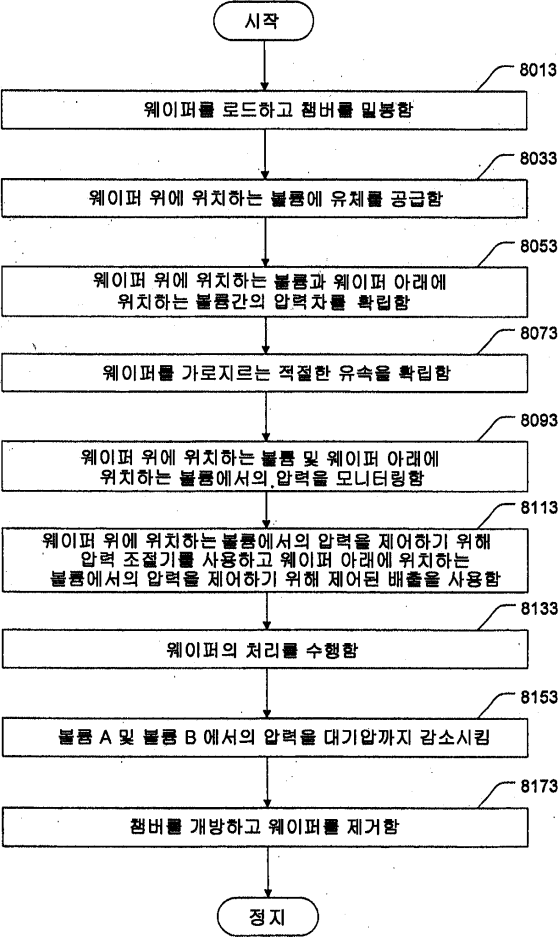 시작
8013
웨이퍼를 로드하고 챔버를 밀봉함
8033
웨이퍼 위에 위치하는 볼륨에 유체를 공급함
8053
웨이퍼 위에 위치하는 볼륨과 웨이퍼 아래에
위치하는 볼륨간의 압력차를 확립함
8073
웨이퍼를 가로지르는 적절한 유속을 확립함
8093
웨이퍼 위에 위치하는 볼륨 및 웨이퍼 아래에
위치하는 볼륨에서의 압력을 모니터링함
8113
웨이퍼 위에 위치하는 볼륨에서의 압력을 제어하기 위해
압력 조절기를 사용하고 웨이퍼 아래에 위치하는
볼륨에서의 압력을 제어하기 위해 제어된 배출을 사용함
8133
웨이퍼의 처리를 수행함
8153
볼륨 A 및 볼륨 B 에서의 압력을 대기압까지 감소시킴
8173
챔버를 개방하고 웨이퍼를 제거함
정지